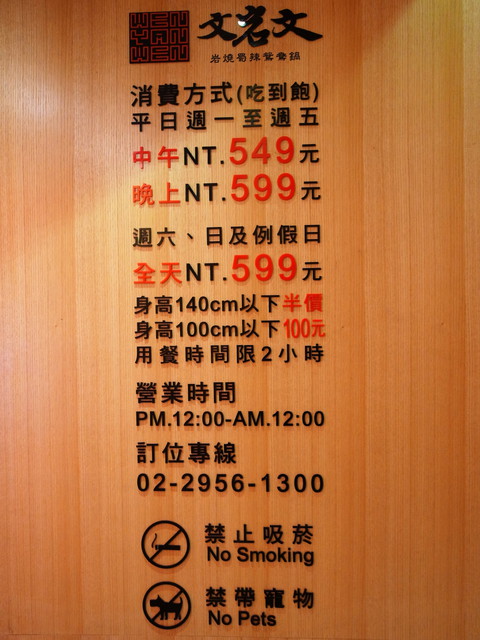 WEN
YAN
WEN
文岩文
岩燒蜀辣鴛鴦鍋
消費方式(吃到飽)
平日週一至週五
中午NT.549元
晚上NT.599元
週六、日及例假日
全天NT.599元
身高140cm以下半價
身高100cm以下100元
用餐時間限2小時
營業時間
PM.12:00-AM.12:00
訂位專線
02-2956-1300
禁止吸菸
No Smoking
禁帶寵物
No Pets